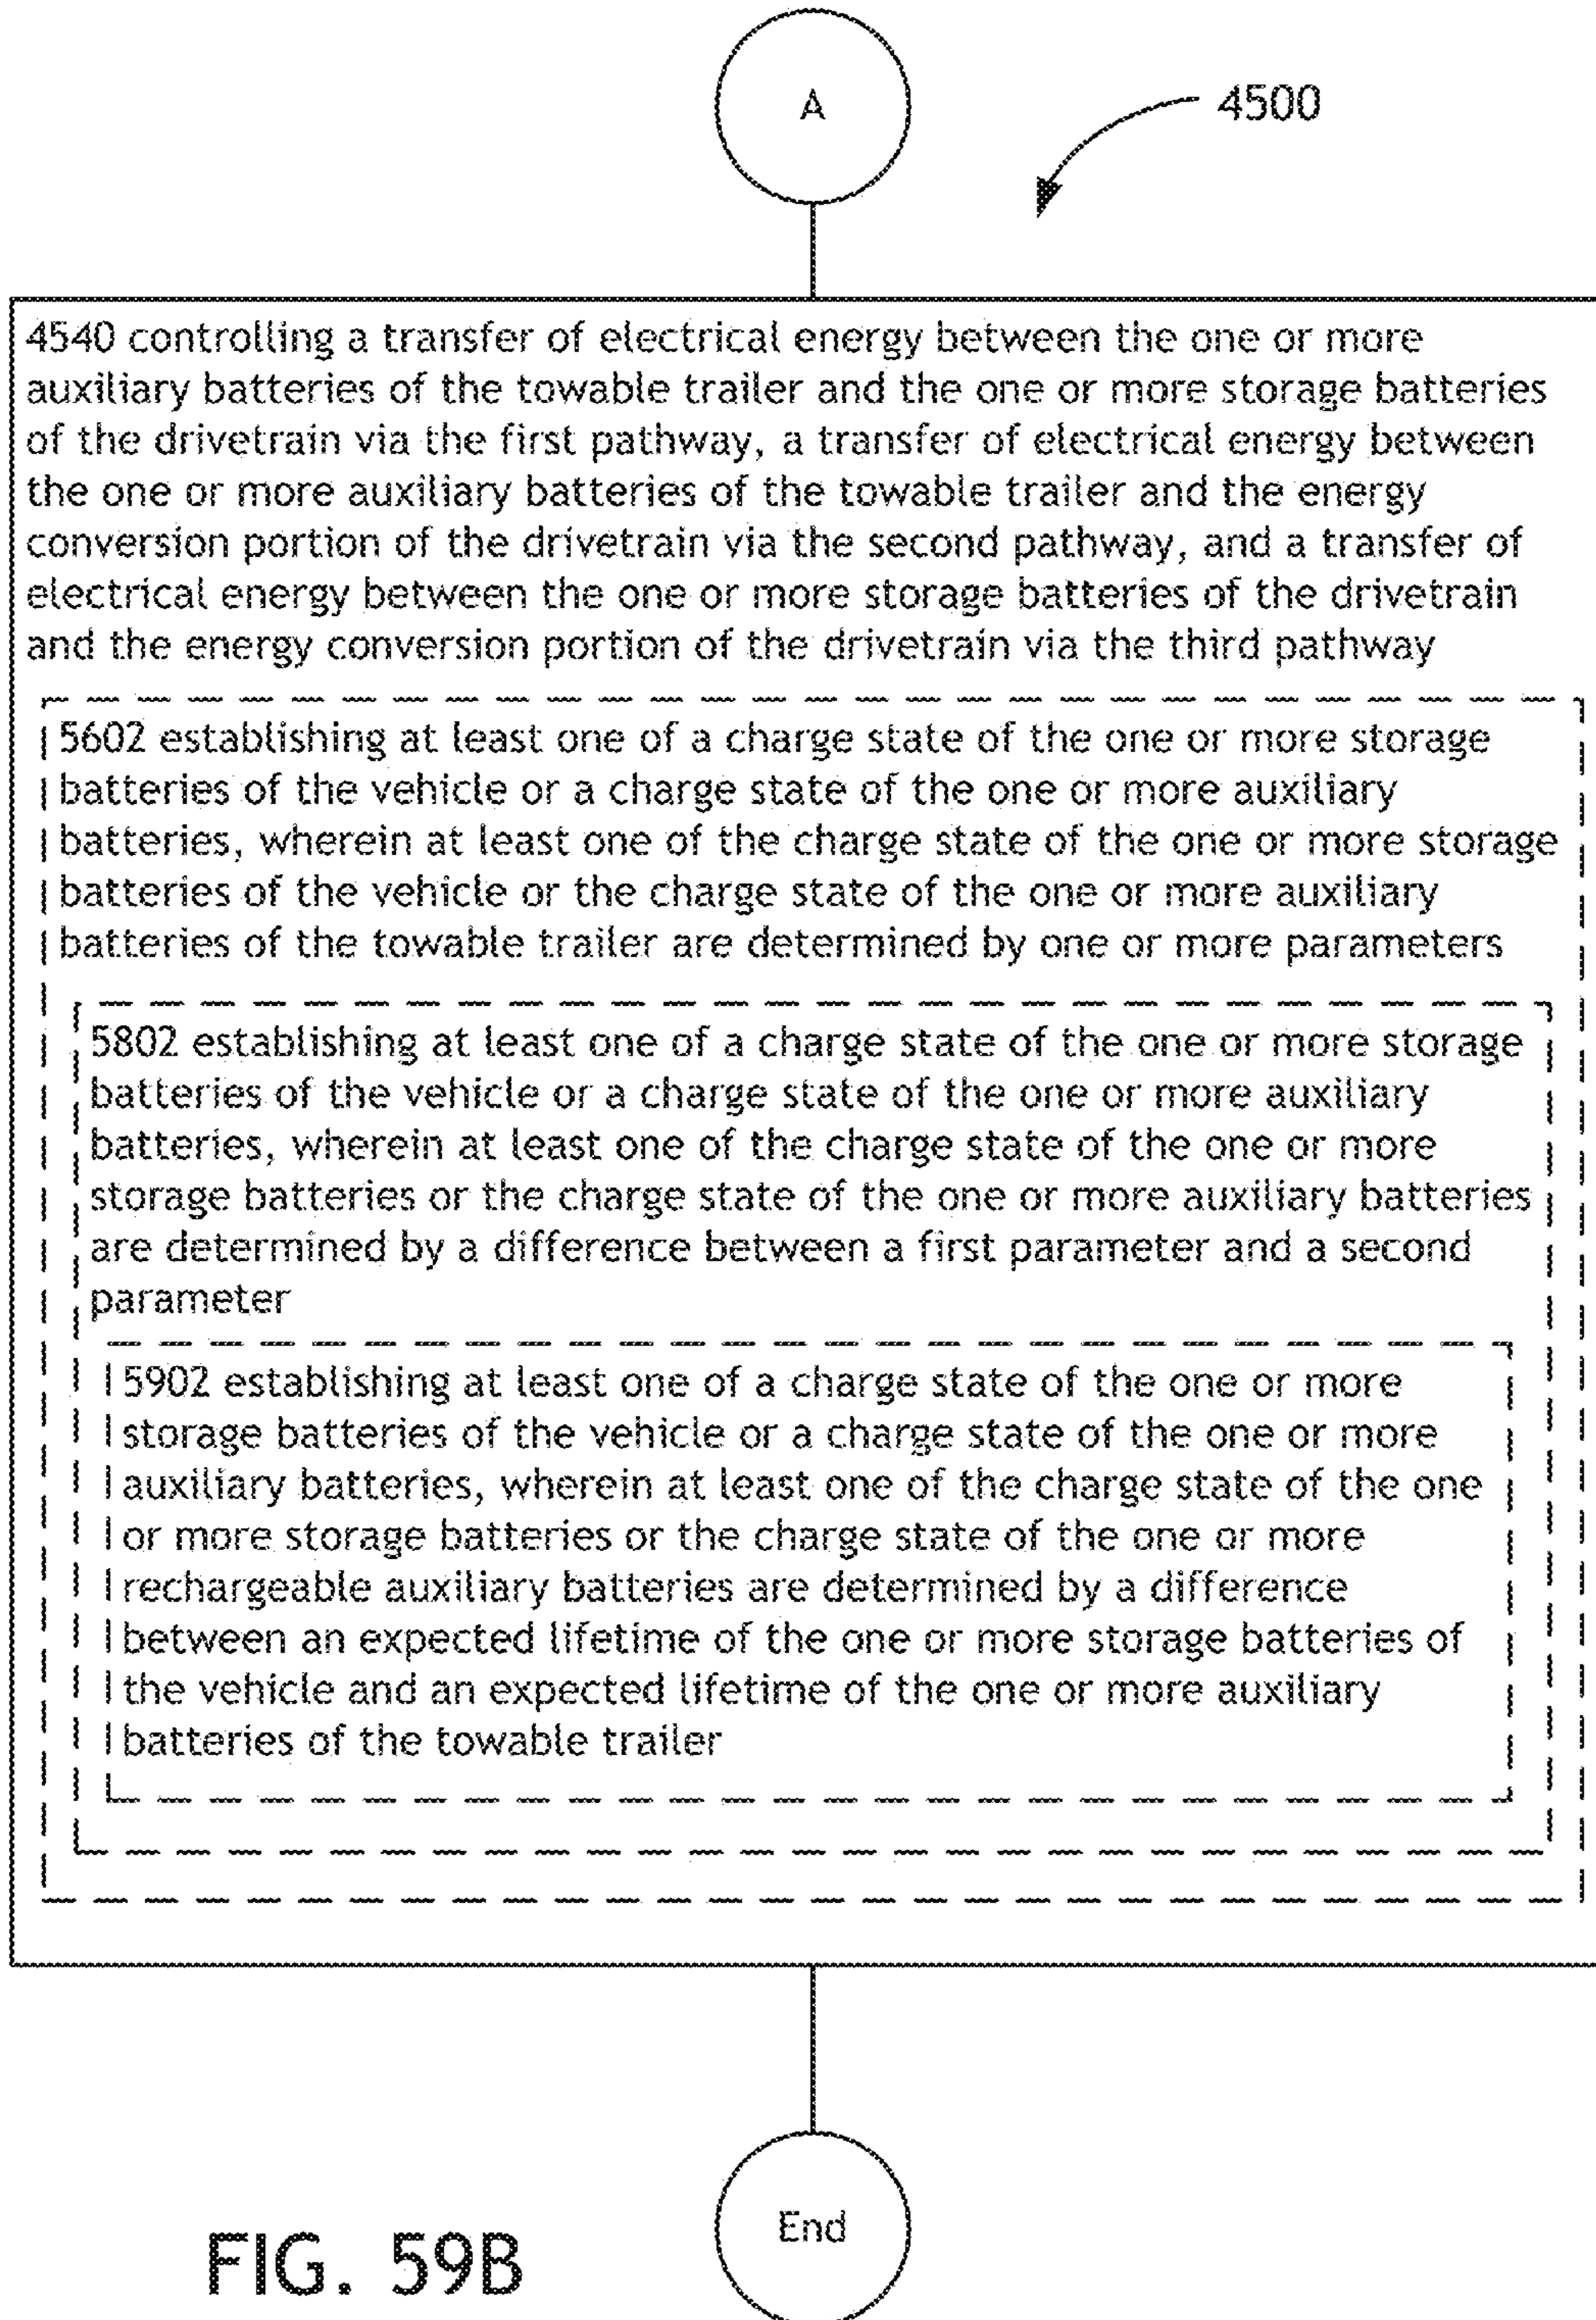 A
4500
4540 controlling a transfer of electrical energy between the one or more
auxiliary batteries of the towable trailer and the one or more storage batteries
of the drivetrain via the first pathway, a transfer of electrical energy between
the one or more auxiliary batteries of the towable trailer and the energy
conversion portion of the drivetrain via the second pathway, and a transfer of
electrical energy between the one or more storage batteries of the drivetrain
and the energy conversion portion of the drivetrain via the third pathway
5602 establishing at least one of a charge state of the one or more storage
batteries of the vehicle or a charge state of the one or more auxiliary
batteries, wherein at least one of the charge state of the one or more storage
batteries of the vehicle or the charge state of the one or more auxiliary
batteries of the towable trailer are determined by one or more parameters
5802 establishing at least one of a charge state of the one or more storage
batteries of the vehicle or a charge state of the one or more auxiliary
batteries, wherein at least one of the charge state of the one or more
storage batteries or the charge state of the one or more auxiliary batteries
are determined by a difference between a first parameter and a second
parameter
5902 establishing at least one of a charge state of the one or more
storage batteries of the vehicle or a charge state of the one or more
auxiliary batteries, wherein at least one of the charge state of the one
or more storage batteries or the charge state of the one or more
rechargeable auxiliary batteries are determined by a difference
between an expected lifetime of the one or more storage batteries of
the vehicle and an expected lifetime of the one or more auxiliary
batteries of the towable trailer
End
FIG. 59B